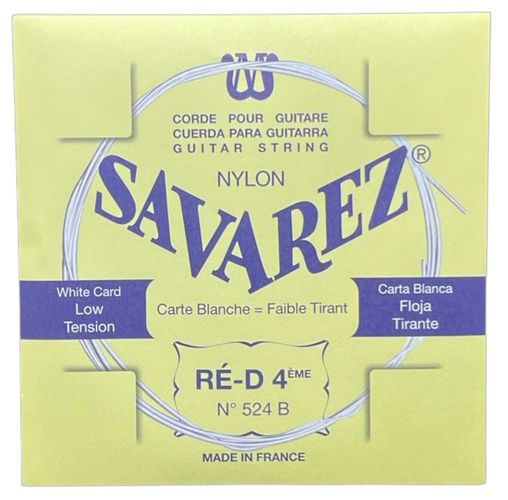 CORDE POUR GUITARE
CUERDA PARA GUITARRA
GUITAR STRING
NYLON
SAVAREZ®
White Card
Low
Tension
Carte Blanche = Faible Tirant
Carta Blanca
Floja
Tirante
RÉ-D 4ÈME
N° 524 B
MADE IN FRANCE